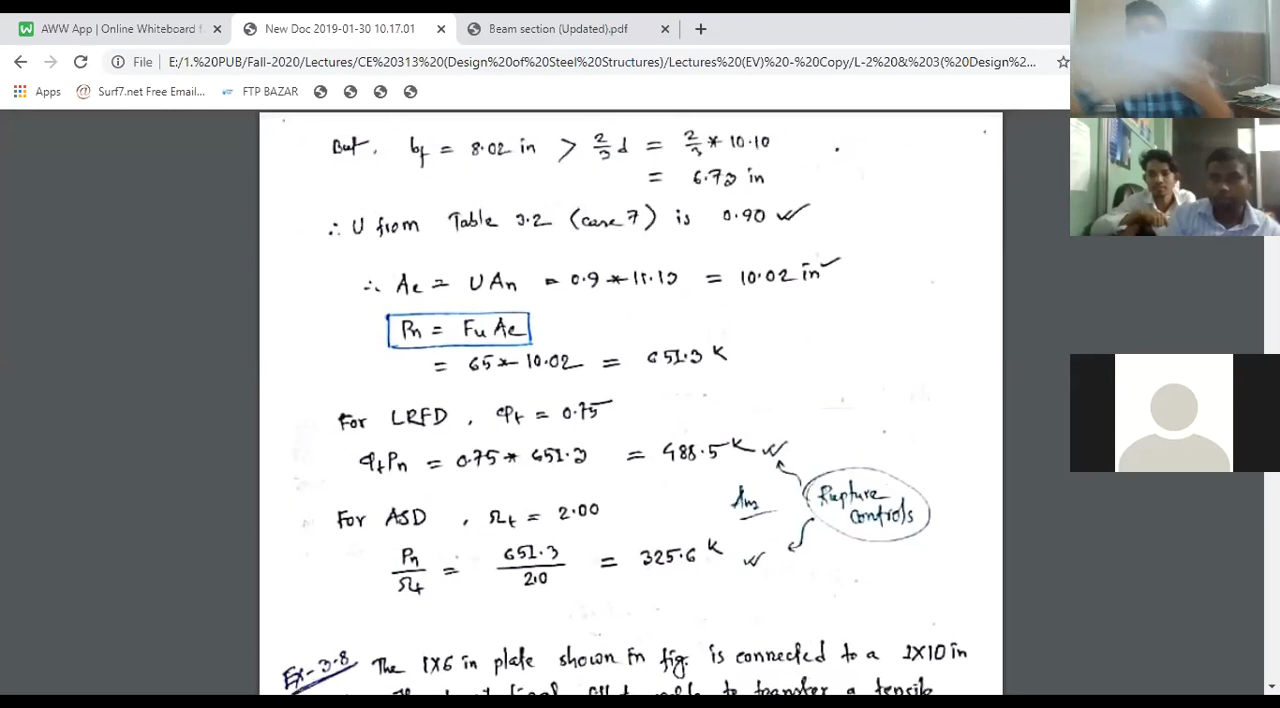 AWW App | Online Whiteboard f
New Doc 2019-01-30 10.17.01
Beam section (Updated).pdf
File
E:/1.%20PUB/Fall-2020/Lectures/CE%20313%20(Design%20of%20Steel%20Structures)/Lectures%20(EV)%20-%20Copy/L-2%20&%203(%20Design%2...
Apps
Surf7.net Free Email...
FTP BAZAR
But, bf = 8.02 in > 2/3 d = 2/3 * 10.10
= 6.73 in
∴ U from Table 3.2 (case 7) is 0.90
∴ Ae = UAn = 0.9 * 11.13 = 10.02 in²
Pn = Fu Ae
= 65 * 10.02 = 651.3 K
For LRFD, φt = 0.75
φtPn = 0.75 * 651.3 = 488.5 K
Ans
Rupture
controls
For ASD, Ωt = 2.00
Pn/Ωt = 651.3/2.0 = 325.6 K
Ex-3-8 The 1X6 in plate shown in fig. is connected to a 1X10 in
to transfer a tensile